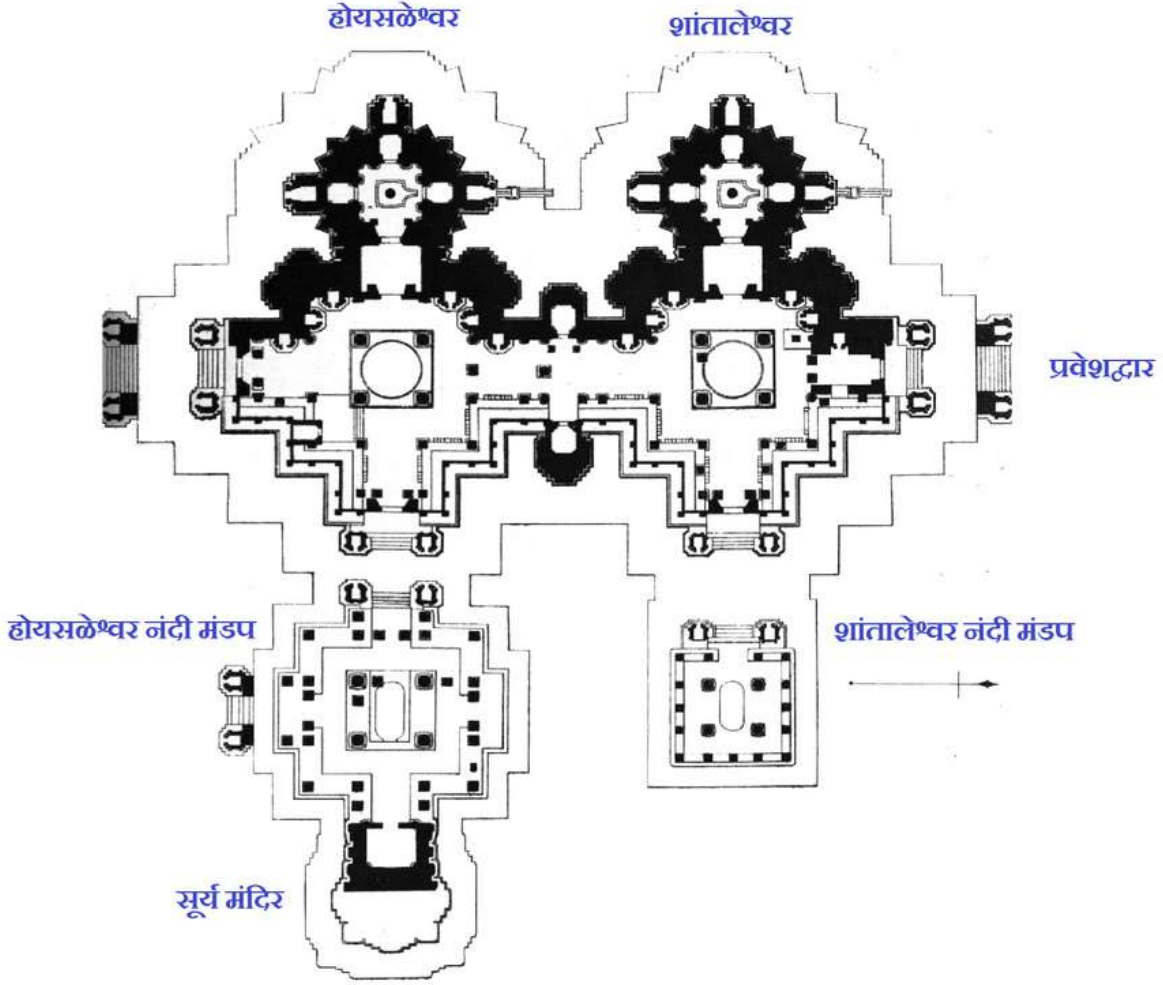 होयसळेश्वर
शांतालेश्वर
प्रवेशद्वार
होयसळेश्वर नंदी मंडप
शांतालेश्वर नंदी मंडप
सूर्य मंदिर